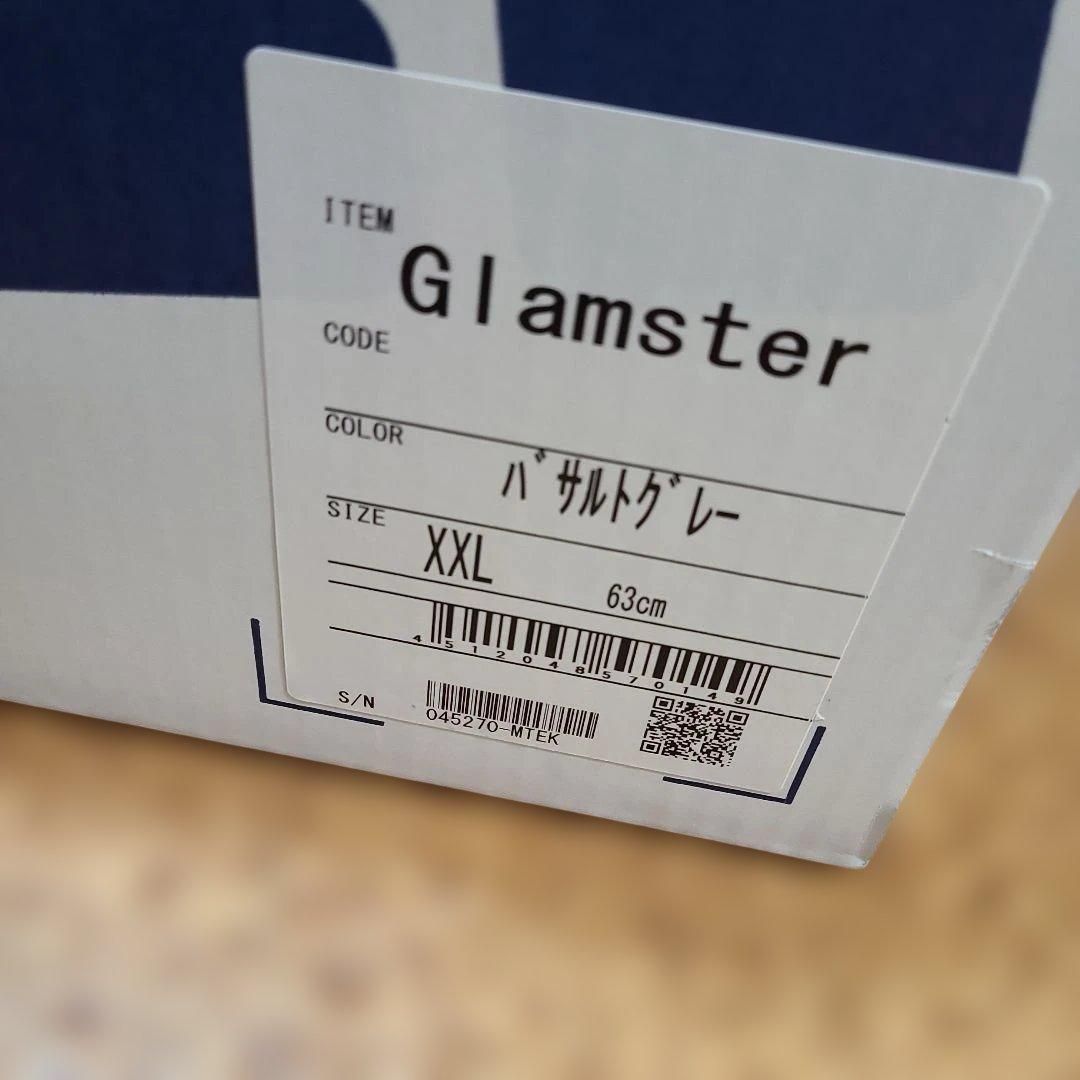 ITEM
Glamster
CODE
COLOR
バサルトグレー
SIZE
XXL 63cm
4512048570149
S/N
045270-MTEK